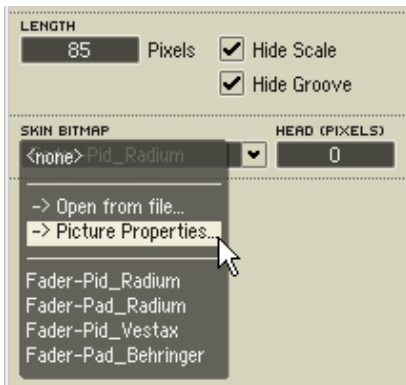 LENGTH
85 Pixels Hide Scale
Hide Groove
SKIN BITMAP HEAD (PIXELS)
<none> Pid_Radium 0
-> Open from file...
-> Picture Properties...
Fader-Pid_Radium
Fader-Pad_Radium
Fader-Pid_Vestax
Fader-Pad_Behringer